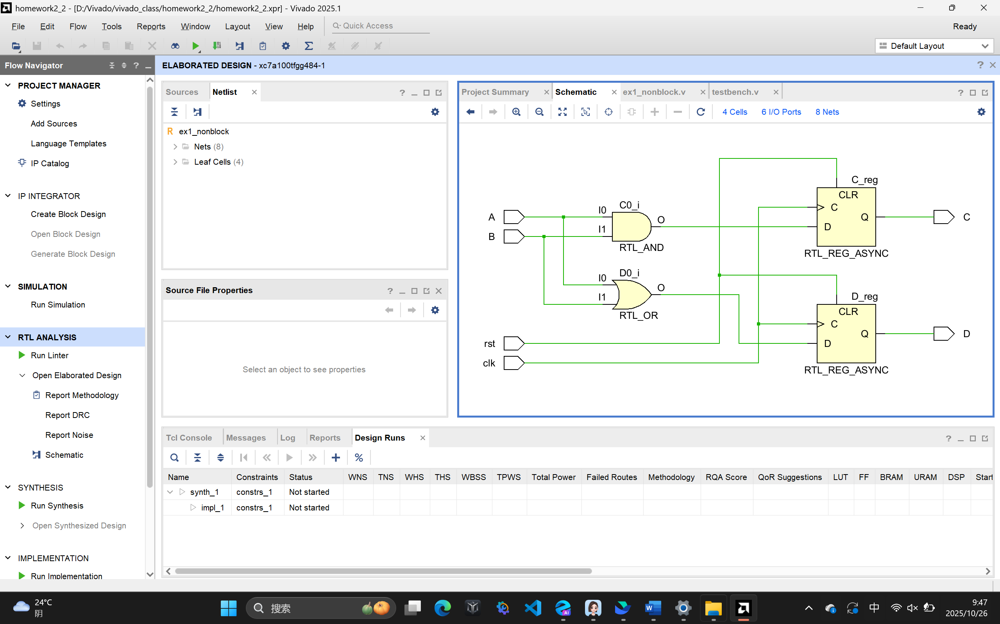 homework2_2 - [D:/Vivado/vivado_class/homework2_2/homework2_2.xpr] - Vivado 2025.1
File Edit Flow Tools Reports Window Layout View Help Quick Access Ready
Default Layout
Flow Navigator
PROJECT MANAGER
Settings
Add Sources
Language Templates
IP Catalog
IP INTEGRATOR
Create Block Design
Open Block Design
Generate Block Design
SIMULATION
Run Simulation
RTL ANALYSIS
Run Linter
Open Elaborated Design
Report Methodology
Report DRC
Report Noise
Schematic
SYNTHESIS
Run Synthesis
Open Synthesized Design
IMPLEMENTATION
Run Implementation
ELABORATED DESIGN - xc7a100tfgg484-1
Sources Netlist
R ex1_nonblock
Nets (8)
Leaf Cells (4)
Source File Properties
Select an object to see properties
Project Summary Schematic ex1_nonblock.v testbench.v
4 Cells 6 I/O Ports 8 Nets
A
B
rst
clk
I0
I1
C0_i
O
RTL_AND
I0
I1
D0_i
O
RTL_OR
C_reg
CLR
C
Q
D
RTL_REG_ASYNC
C
D_reg
CLR
C
Q
D
RTL_REG_ASYNC
D
Tcl Console Messages Log Reports Design Runs
Name Constraints Status WNS TNS WHS THS WBSS TPWS Total Power Failed Routes Methodology RQA Score QoR Suggestions LUT FF BRAM URAM DSP Start
synth_1 constrs_1 Not started
impl_1 constrs_1 Not started
24°C
阴
搜索
AI
W
中
9:47
2025/10/26